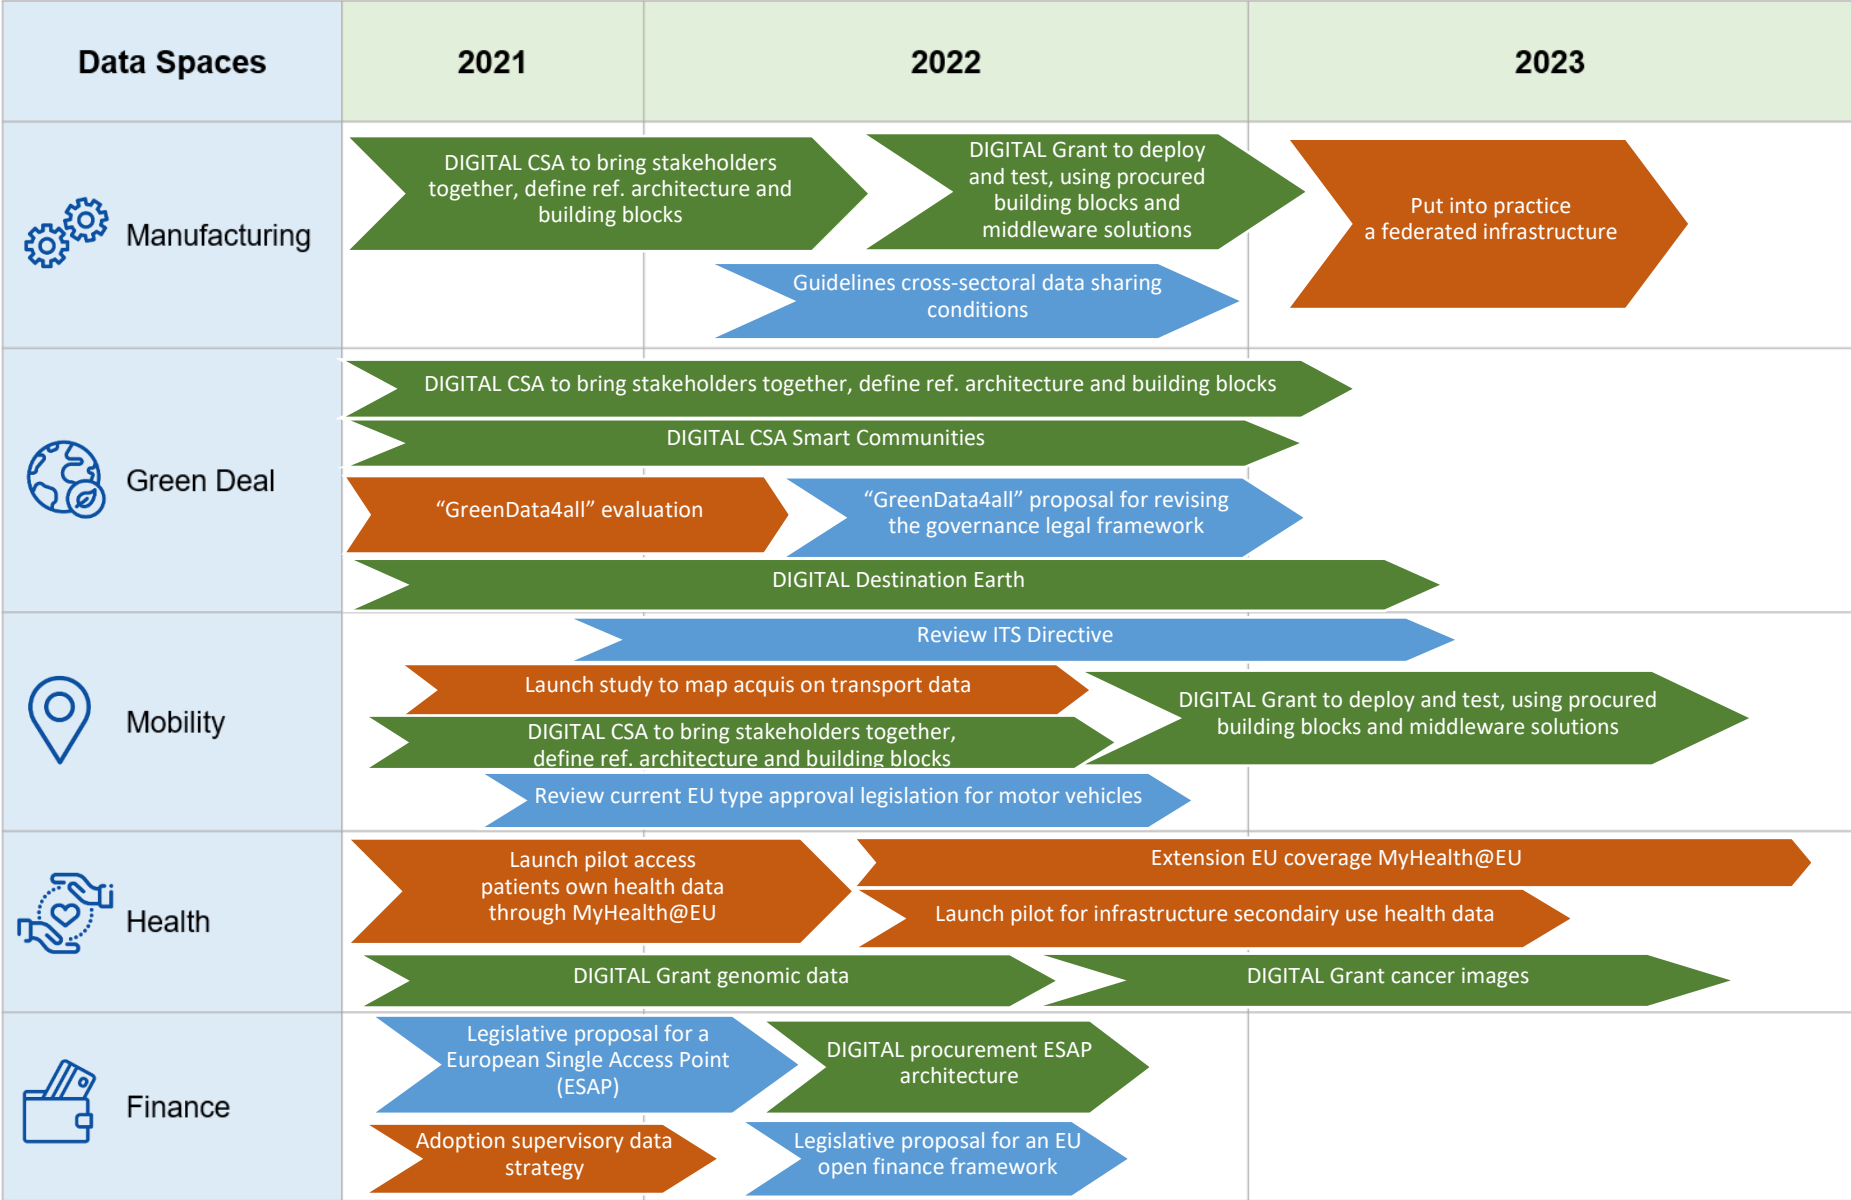 Data Spaces
2021
2022
2023
Manufacturing
DIGITAL CSA to bring stakeholders
together, define ref. architecture and
building blocks
DIGITAL Grant to deploy
and test, using procured
building blocks and
middleware solutions
Put into practice
a federated infrastructure
Guidelines cross-sectoral data sharing
conditions
Green Deal
DIGITAL CSA to bring stakeholders together, define ref. architecture and building blocks
DIGITAL CSA Smart Communities
“GreenData4all” evaluation
“GreenData4all” proposal for revising
the governance legal framework
DIGITAL Destination Earth
Mobility
Review ITS Directive
Launch study to map acquis on transport data
DIGITAL CSA to bring stakeholders together,
define ref. architecture and building blocks
DIGITAL Grant to deploy and test, using procured
building blocks and middleware solutions
Review current EU type approval legislation for motor vehicles
Health
Launch pilot access
patients own health data
through MyHealth@EU
Extension EU coverage MyHealth@EU
Launch pilot for infrastructure secondairy use health data
DIGITAL Grant genomic data
DIGITAL Grant cancer images
Finance
Legislative proposal for a
European Single Access Point
(ESAP)
DIGITAL procurement ESAP
architecture
Adoption supervisory data
strategy
Legislative proposal for an EU
open finance framework